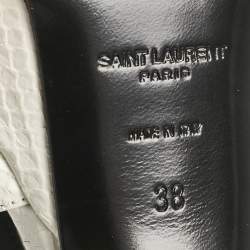 SAINT LAURENT
PARIS
MADE IN ITALY
38